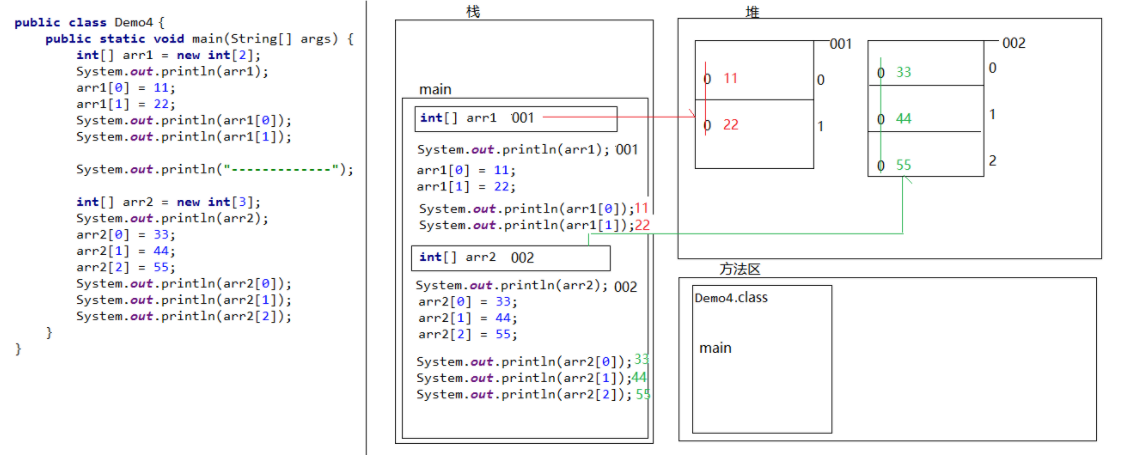 public class Demo4 {
public static void main(String[] args) {
int[] arr1 = new int[2];
System.out.println(arr1);
arr1[0] = 11;
arr1[1] = 22;
System.out.println(arr1[0]);
System.out.println(arr1[1]);
System.out.println("-------------");
int[] arr2 = new int[3];
System.out.println(arr2);
arr2[0] = 33;
arr2[1] = 44;
arr2[2] = 55;
System.out.println(arr2[0]);
System.out.println(arr2[1]);
System.out.println(arr2[2]);
}
}
栈
main
int[] arr1 001
System.out.println(arr1); 001
arr1[0] = 11;
arr1[1] = 22;
System.out.println(arr1[0]);11
System.out.println(arr1[1]);22
int[] arr2 002
System.out.println(arr2); 002
arr2[0] = 33;
arr2[1] = 44;
arr2[2] = 55;
System.out.println(arr2[0]);33
System.out.println(arr2[1]);44
System.out.println(arr2[2]);55
堆
001
0 11 0
0 22 1
002
0 33 0
0 44 1
0 55 2
方法区
Demo4.class
main